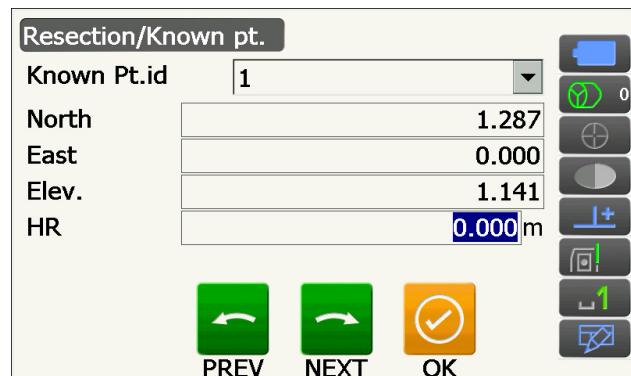 Resection/Known pt.
Known Pt.id 1
North 1.287
0
East 0.000
Elev. 1.141
HR 0.000 m
1
PREV NEXT OK